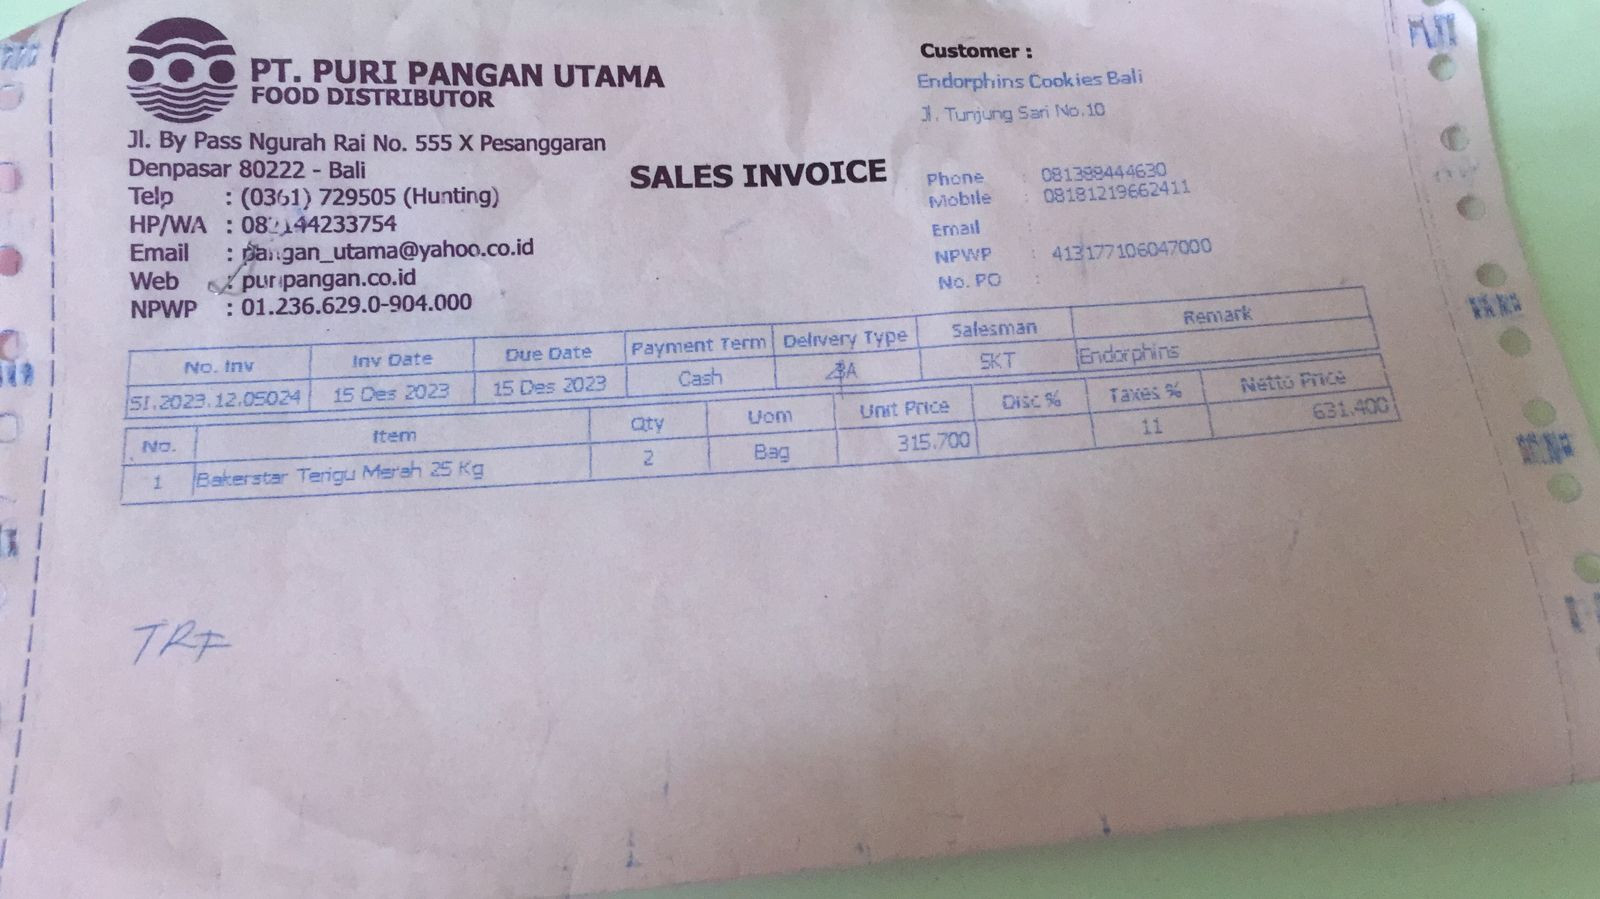 PT. PURI PANGAN UTAMA
FOOD DISTRIBUTOR
Jl. By Pass Ngurah Rai No. 555 X Pesanggaran
Denpasar 80222 - Bali
Telp : (0361) 729505 (Hunting)
HP/WA : 082144233754
Email : pangan_utama@yahoo.co.id
Web : puripangan.co.id
NPWP : 01.236.629.0-904.000
SALES INVOICE
Customer :
Endorphins Cookies Bali
Jl. Tunjung Sari No.10
Phone : 081398444630
Mobile : 08181219662411
Email
NPWP : 413177106047000
No. PO :
No. Inv Inv Date Due Date Payment Term Delivery Type Salesman Remark
SI.2023.12.05024 15 Des 2023 15 Des 2023 Cash SKT Endorphins
No. Item Qty Uom Unit Price Disc % Taxes % Netto Price
1 Bakerstar Terigu Merah 25 Kg 2 Bag 315.700 11 631.400
TRF